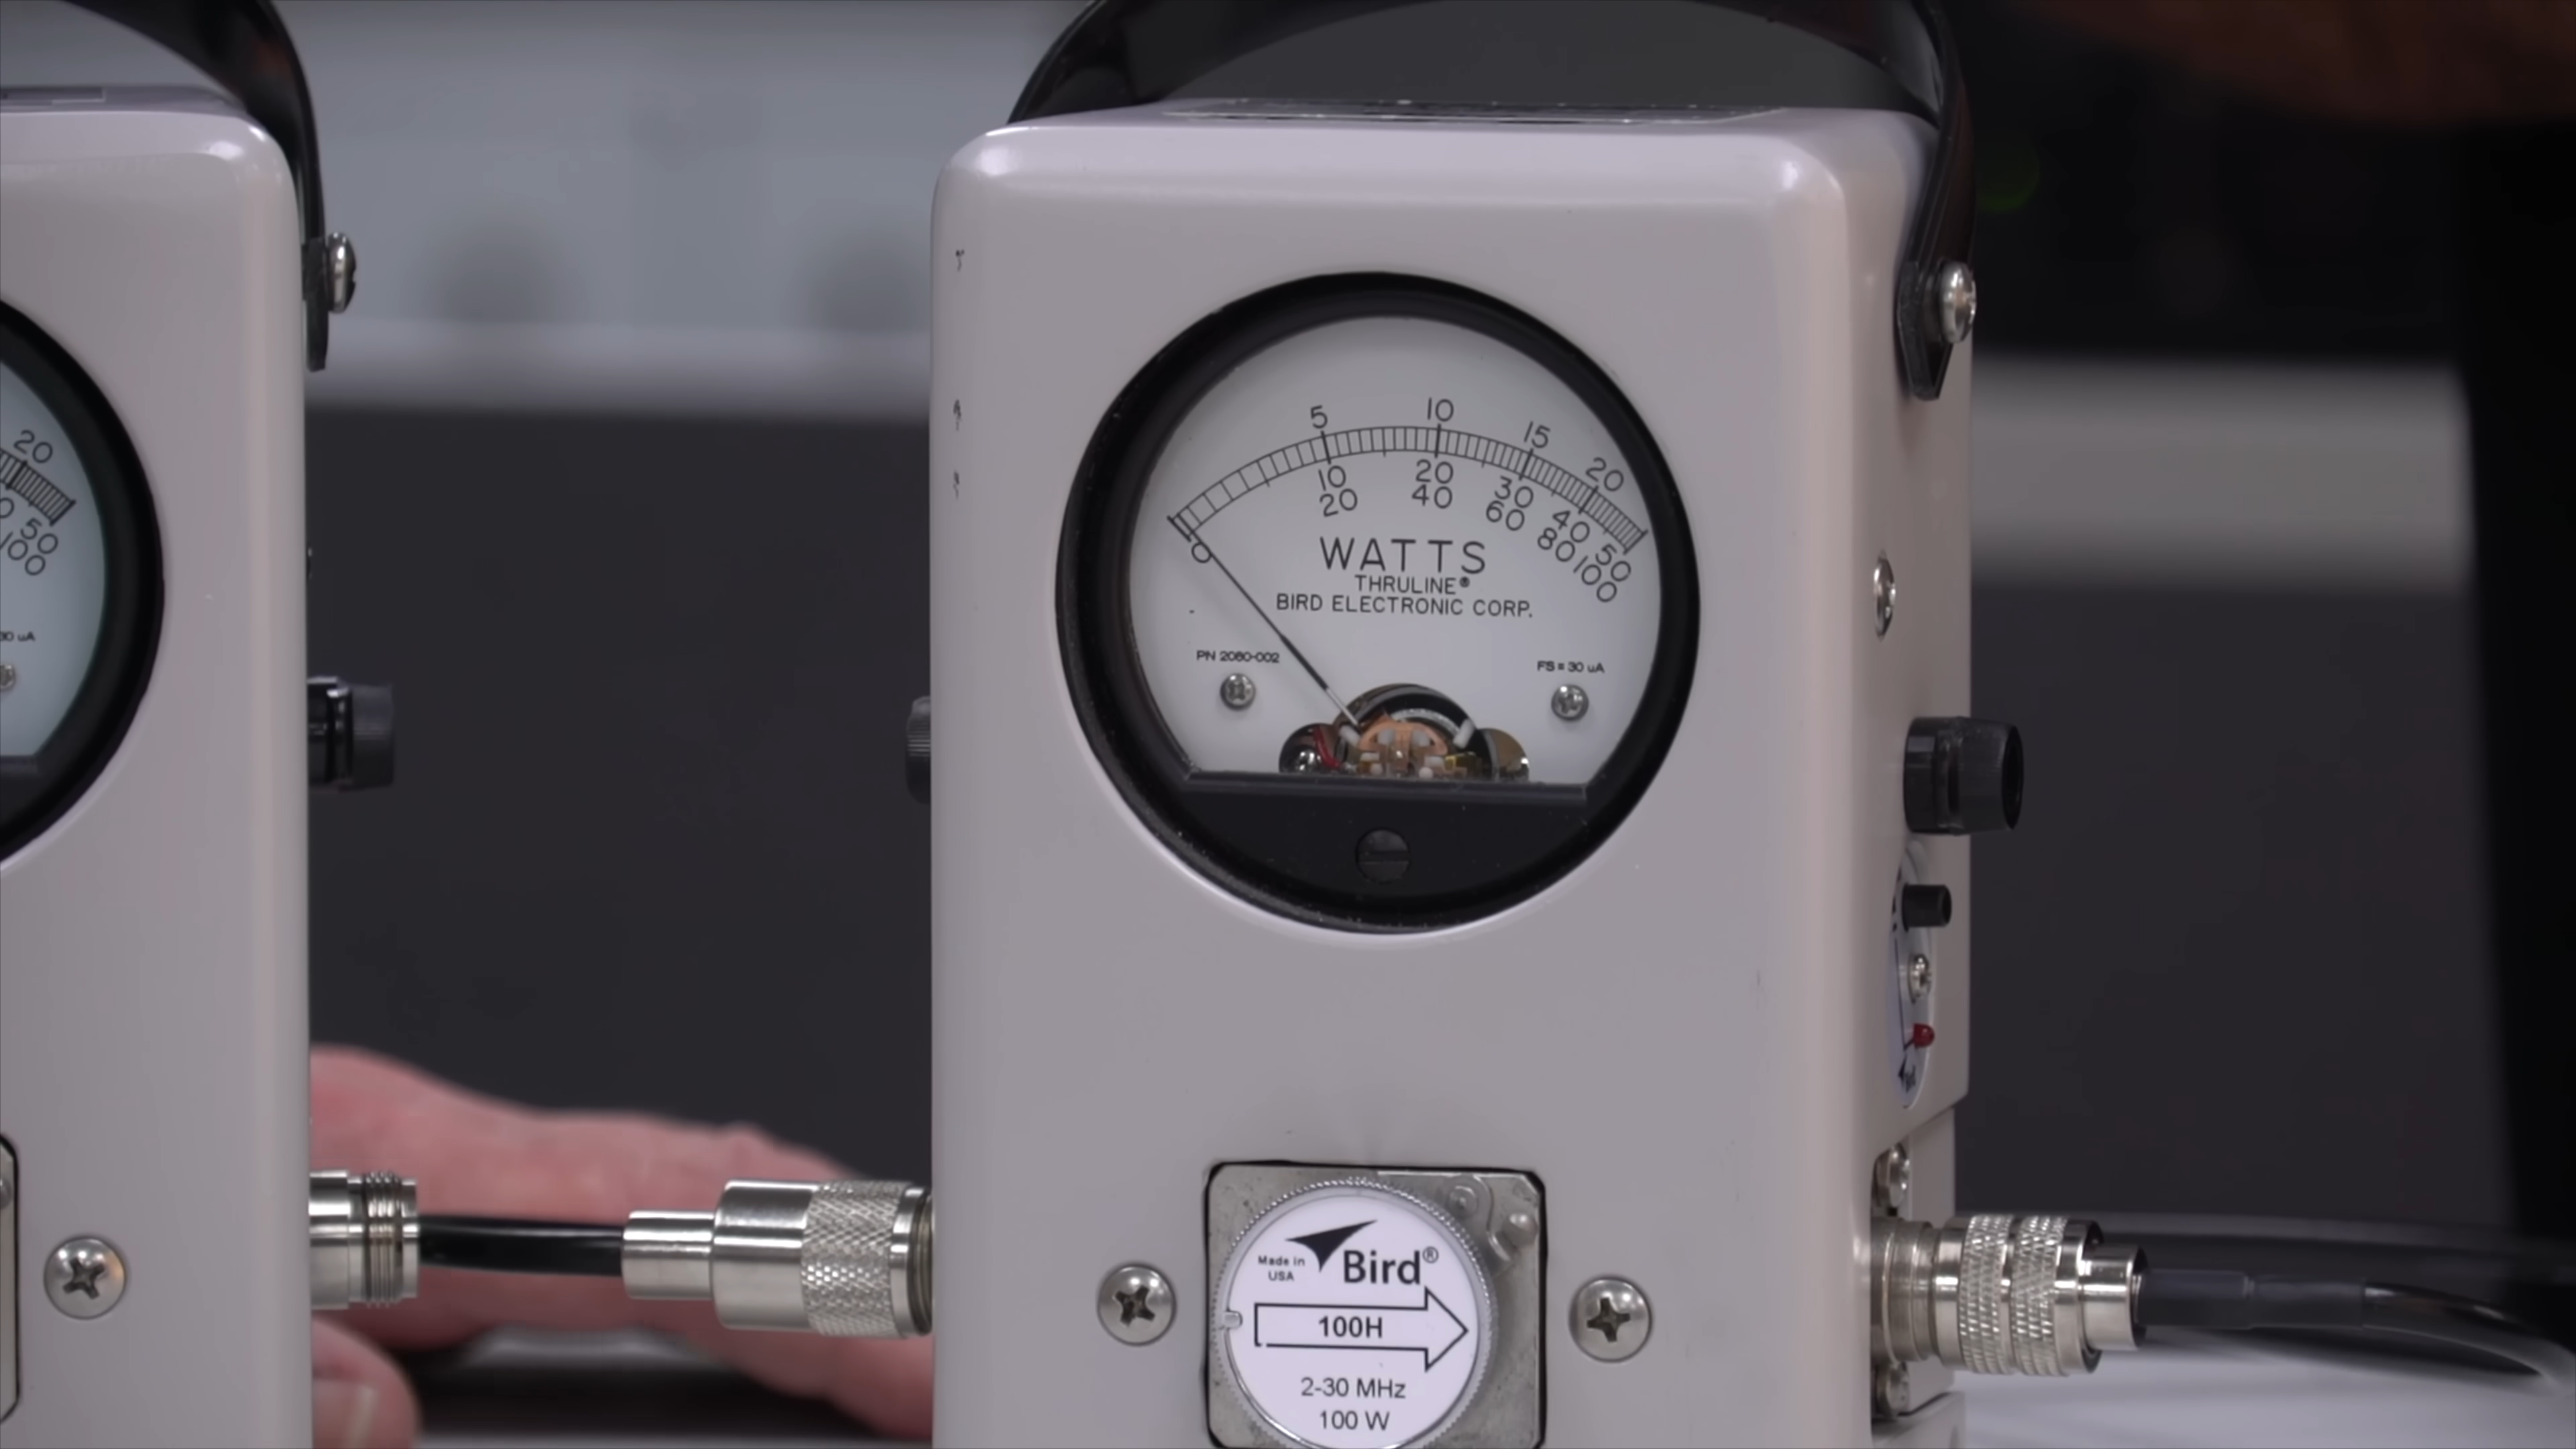 20
50
100
30 uA
5 10 15 20
10 20 30 40 50
20 40 60 80 100
0
WATTS
THRULINE®
BIRD ELECTRONIC CORP.
PN 2080-002
FS = 30 uA
Made in
USA
Bird®
100H
2-30 MHz
100 W